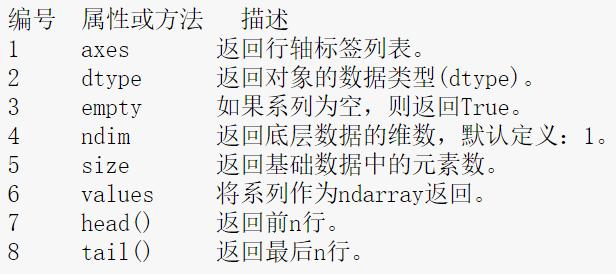 编号 属性或方法 描述
1 axes 返回行轴标签列表。
2 dtype 返回对象的数据类型(dtype)。
3 empty 如果系列为空，则返回True。
4 ndim 返回底层数据的维数，默认定义：1。
5 size 返回基础数据中的元素数。
6 values 将系列作为ndarray返回。
7 head() 返回前n行。
8 tail() 返回最后n行。